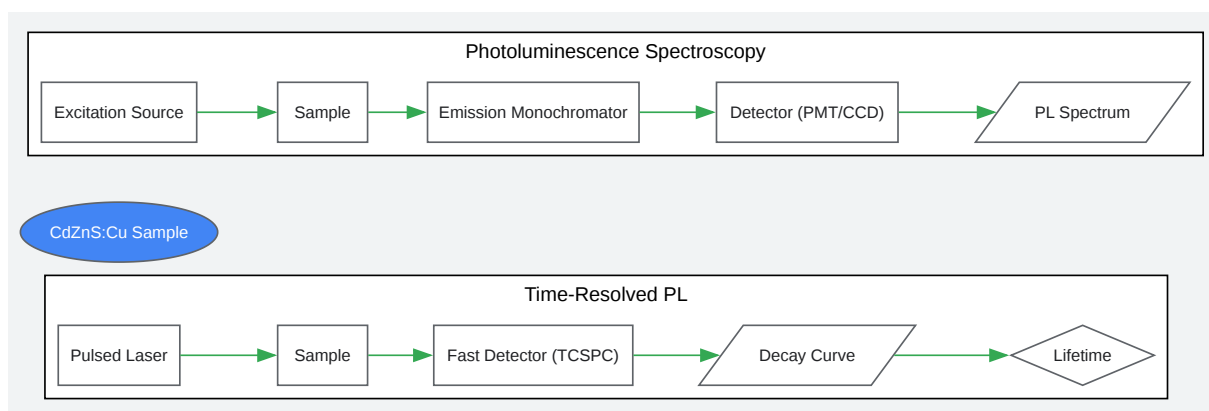 Photoluminescence Spectroscopy
Excitation Source
Sample
Emission Monochromator
Detector (PMT/CCD)
PL Spectrum
CdZnS:Cu Sample
Time-Resolved PL
Pulsed Laser
Sample
Fast Detector (TCSPC)
Decay Curve
Lifetime